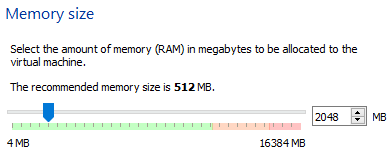 Memory size
Select the amount of memory (RAM) in megabytes to be allocated to the
virtual machine.
The recommended memory size is 512 MB.
2048 MB
4 MB 16384 MB